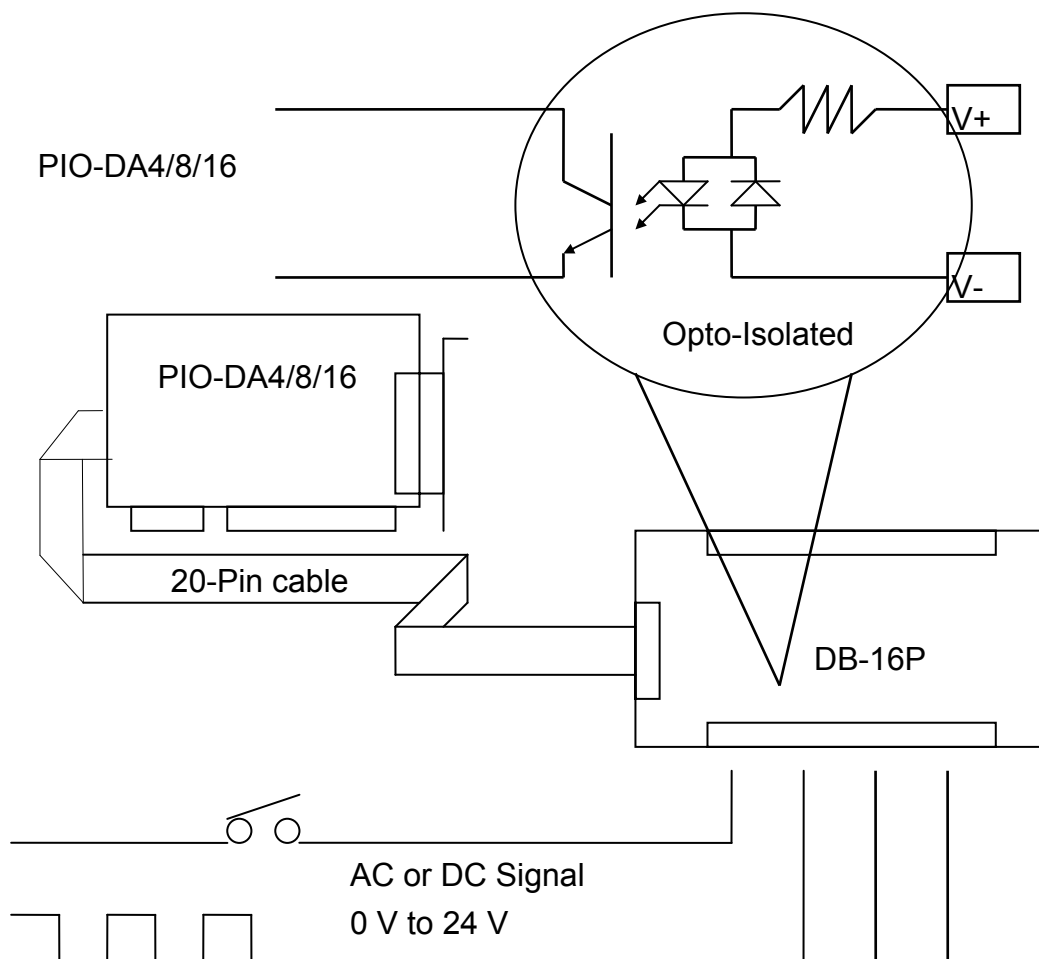 V+
PIO-DA4/8/16
V-
Opto-Isolated
PIO-DA4/8/16
20-Pin cable
DB-16P
AC or DC Signal
0 V to 24 V